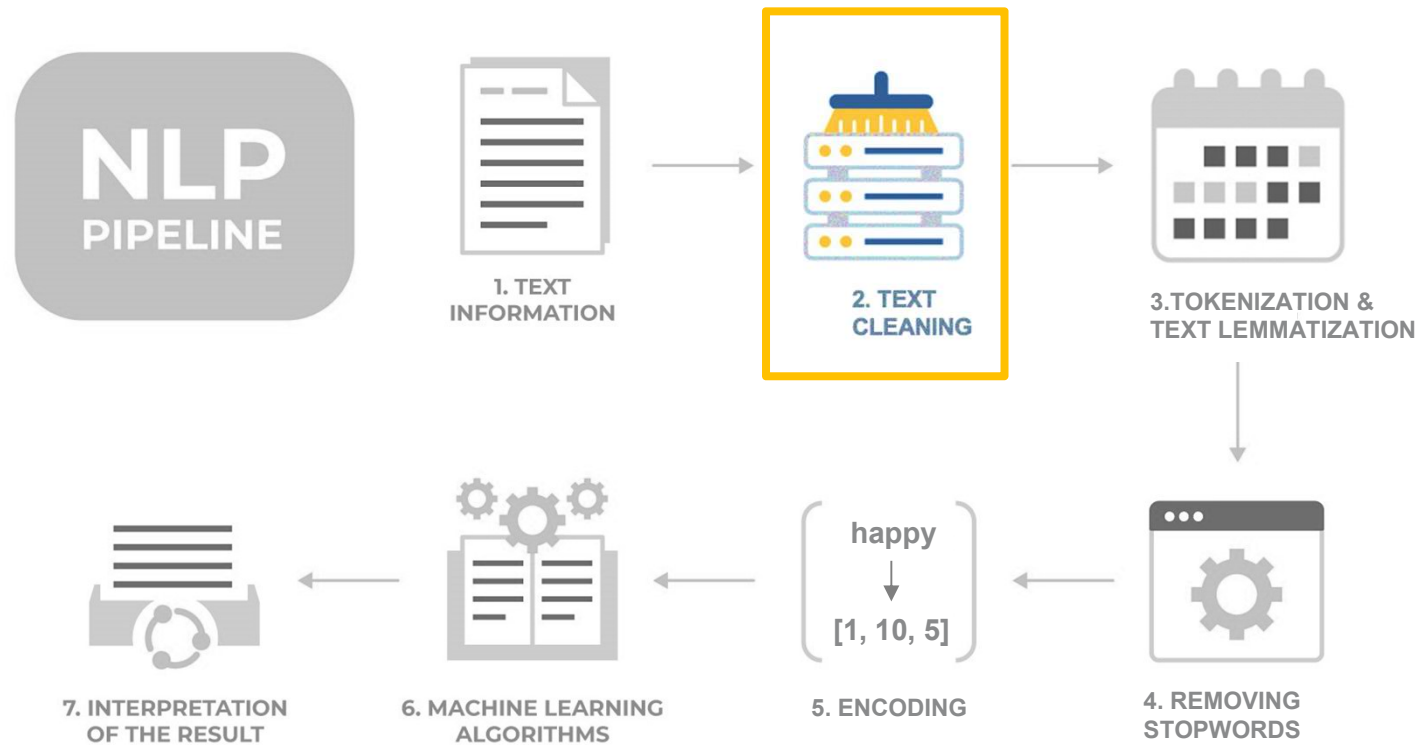 NLP
PIPELINE
1. TEXT
INFORMATION
2. TEXT
CLEANING
3.TOKENIZATION &
TEXT LEMMATIZATION
4. REMOVING
STOPWORDS
happy
[1, 10, 5]
5. ENCODING
6. MACHINE LEARNING
ALGORITHMS
7. INTERPRETATION
OF THE RESULT